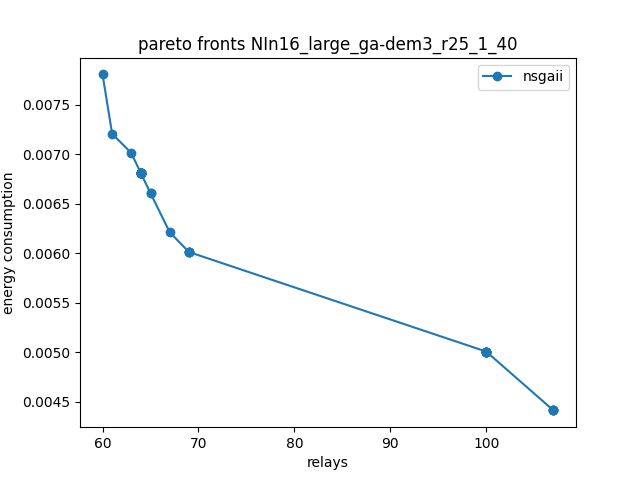 pareto fronts NIn16_large_ga-dem3_r25_1_40
nsgaii
energy consumption
0.0075
0.0070
0.0065
0.0060
0.0055
0.0050
0.0045
60 70 80 90 100
relays